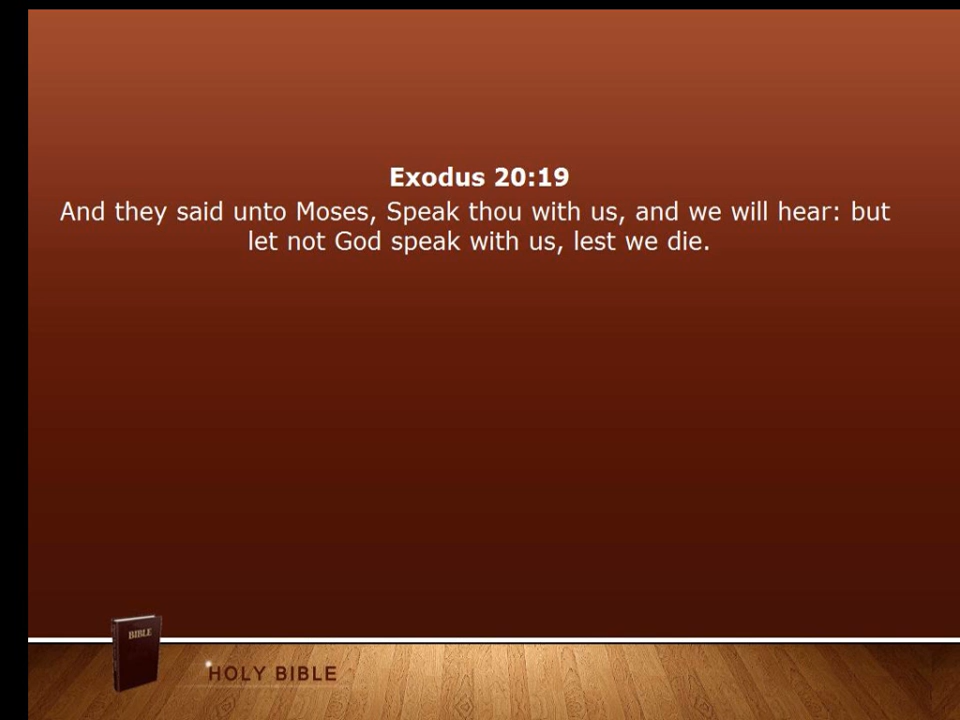 Exodus 20:19
And they said unto Moses, Speak thou with us, and we will hear: but
let not God speak with us, lest we die.
BIBLE
HOLY BIBLE